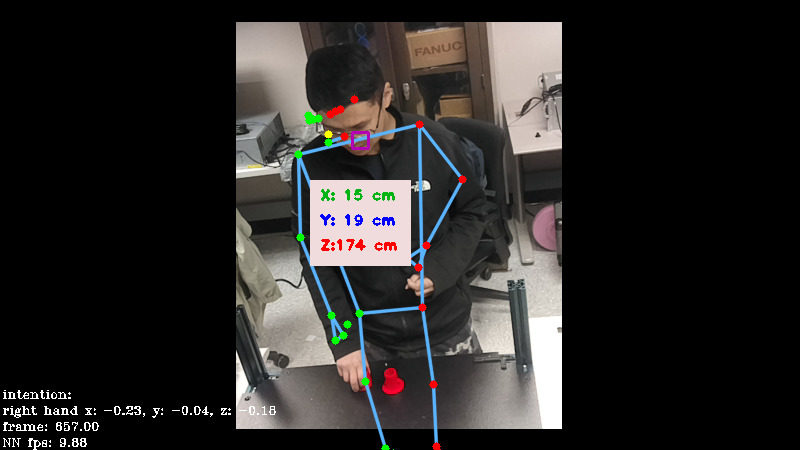 FANUC
X: 15 cm
Y: 19 cm
Z:174 cm
intention:
right hand x: -0.23, y: -0.04, z: -0.18
frame: 657.00
NN fps: 9.88